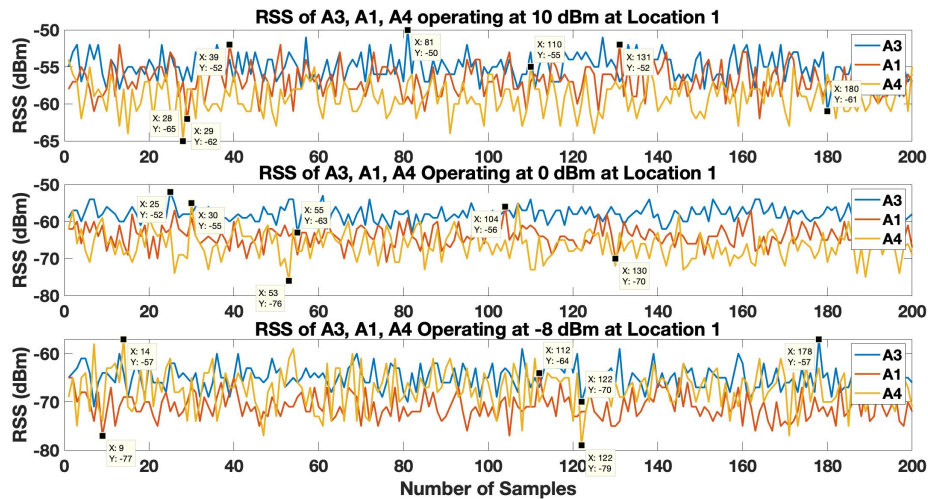 RSS of A3, A1, A4 operating at 10 dBm at Location 1
RSS (dBm)
-50
-55
-60
-65
X: 39
Y: -52
X: 28
Y: -65
X: 29
Y: -62
X: 81
Y: -50
X: 110
Y: -55
X: 131
Y: -52
X: 180
Y: -61
A3
A1
A4
0 20 40 60 80 100 120 140 160 180 200
RSS of A3, A1, A4 Operating at 0 dBm at Location 1
RSS (dBm)
-50
-60
-70
-80
X: 25
Y: -52
X: 30
Y: -55
X: 55
Y: -63
X: 53
Y: -76
X: 104
Y: -56
X: 130
Y: -70
A3
A1
A4
0 20 40 60 80 100 120 140 160 180 200
RSS of A3, A1, A4 Operating at -8 dBm at Location 1
RSS (dBm)
-60
-70
-80
X: 14
Y: -57
X: 9
Y: -77
X: 112
Y: -64
X: 122
Y: -70
X: 122
Y: -79
X: 178
Y: -57
A3
A1
A4
0 20 40 60 80 100 120 140 160 180 200
Number of Samples